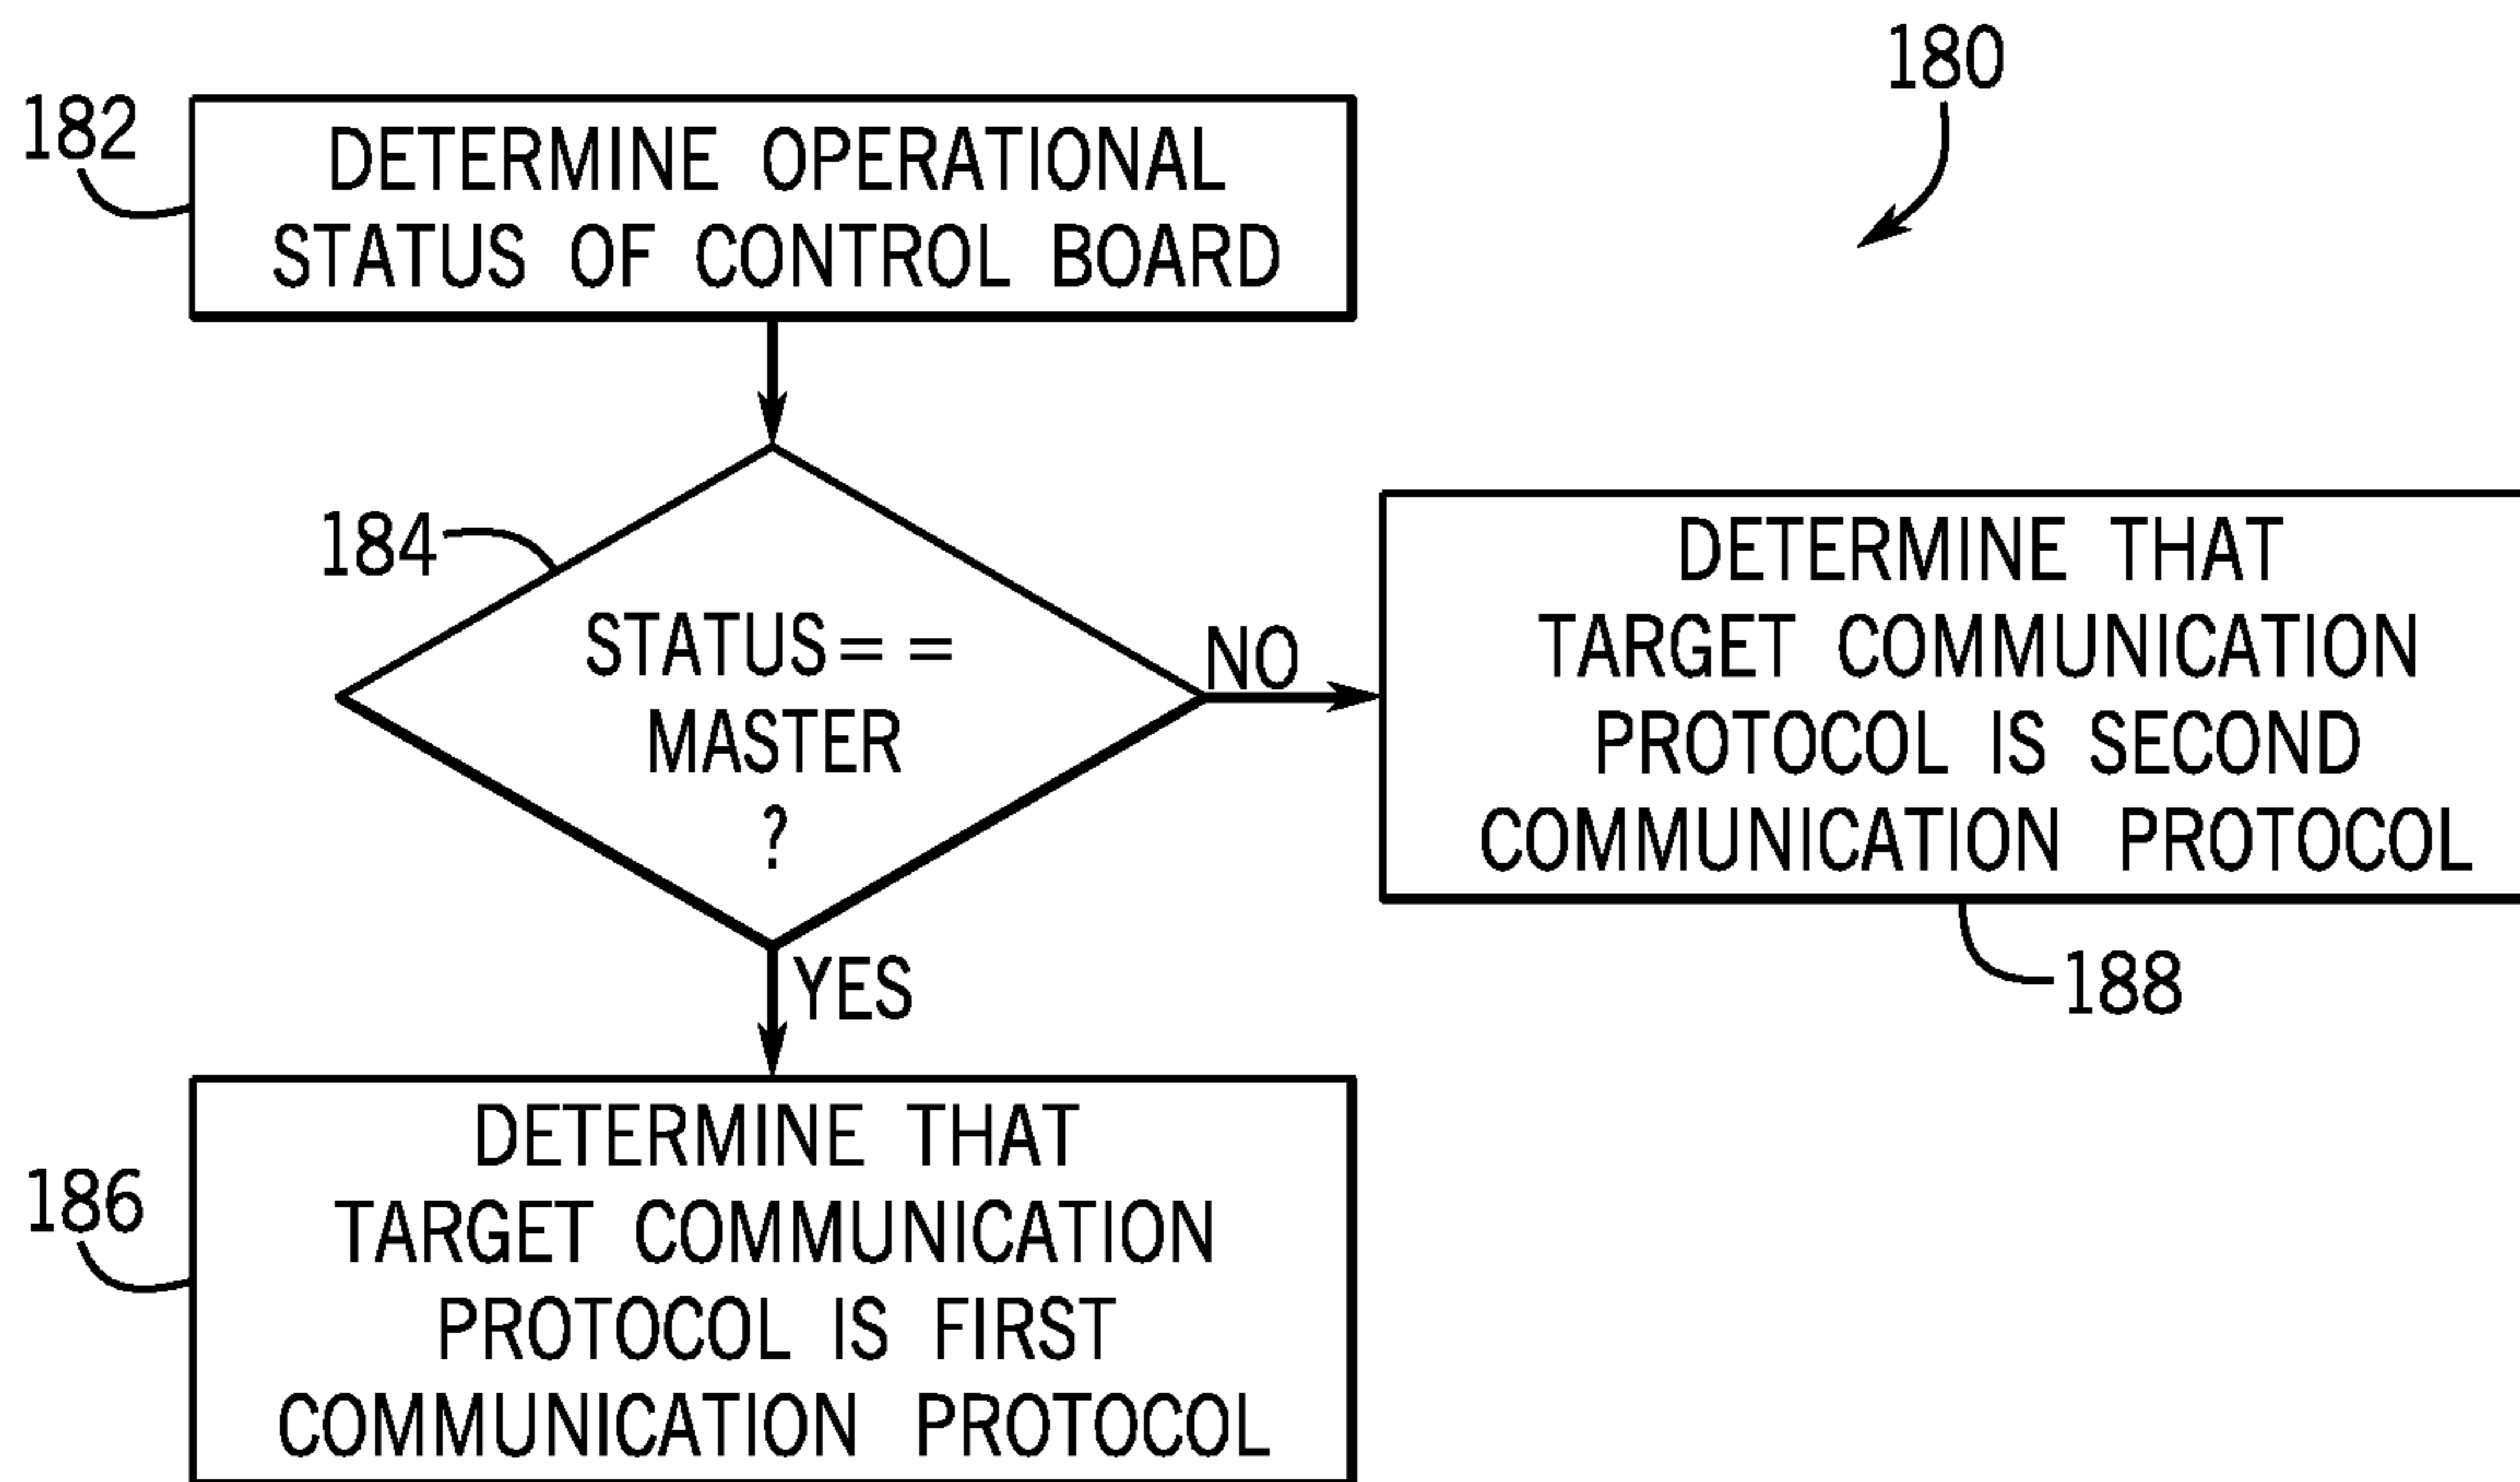 180
182
DETERMINE OPERATIONAL
STATUS OF CONTROL BOARD
184
STATUS= =
MASTER
?
NO
DETERMINE THAT
TARGET COMMUNICATION
PROTOCOL IS SECOND
COMMUNICATION PROTOCOL
188
YES
186
DETERMINE THAT
TARGET COMMUNICATION
PROTOCOL IS FIRST
COMMUNICATION PROTOCOL